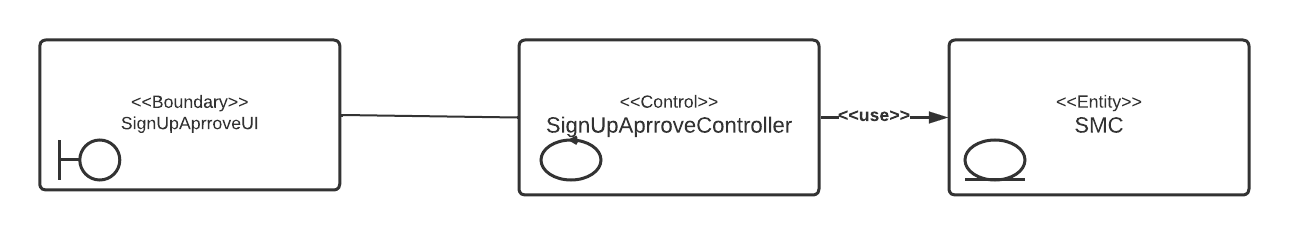 <<Boundary>>
SignUpAprroveUI
<<Control>>
SignUpAprroveController
<<use>>
<<Entity>>
SMC